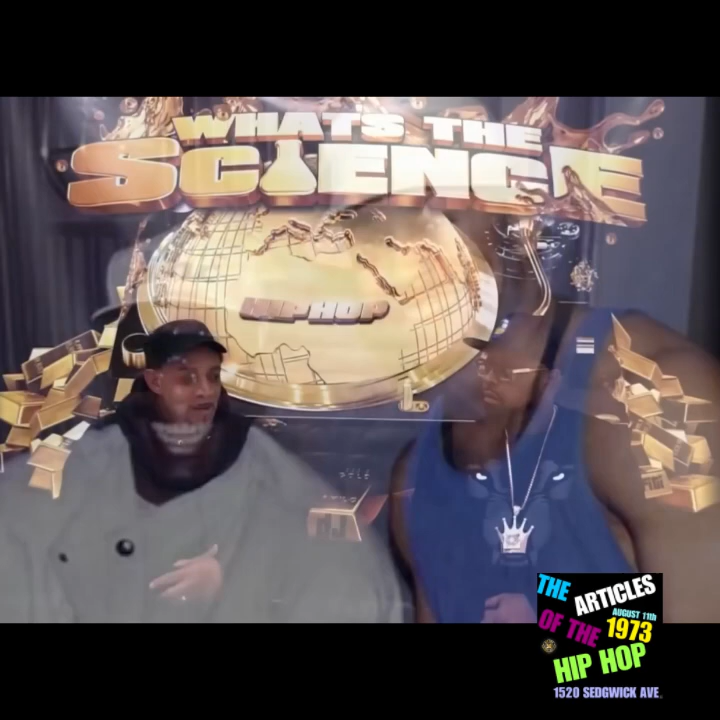 WHATS THE
SCIENCE
HIPHOP
THE ARTICLES
AUGUST 11th
OF THE 1973
HIP HOP
1520 SEDGWICK AVE.